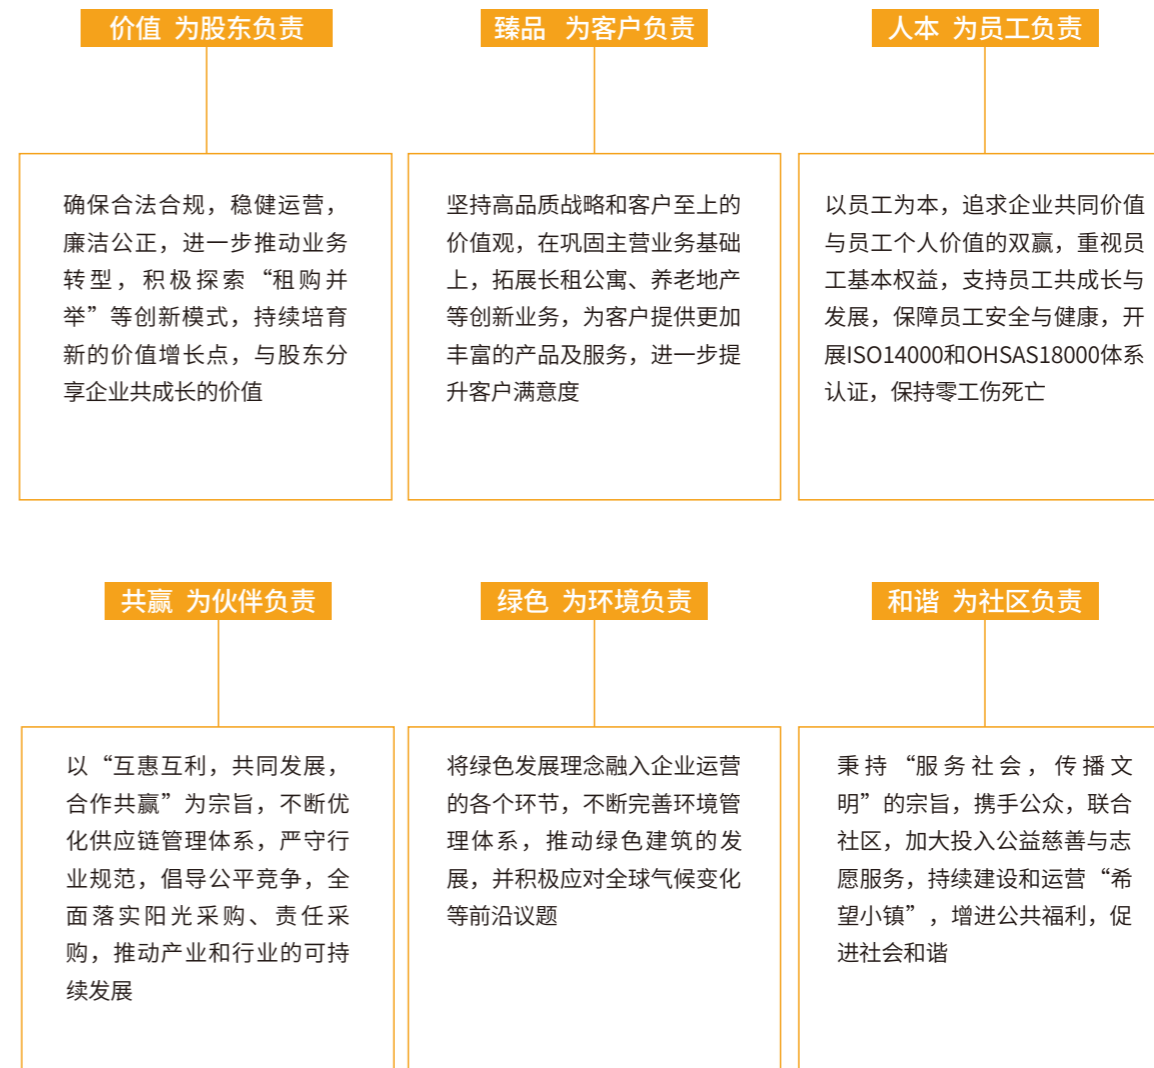 价值 为股东负责
确保合法合规，稳健运营，
廉洁公正，进一步推动业务
转型，积极探索“租购并
举”等创新模式，持续培育
新的价值增长点，与股东分
享企业共成长的价值
臻品 为客户负责
坚持高品质战略和客户至上的
价值观，在巩固主营业务基础
上，拓展长租公寓、养老地产
等创新业务，为客户提供更加
丰富的产品及服务，进一步提
升客户满意度
人本 为员工负责
以员工为本，追求企业共同价值
与员工个人价值的双赢，重视员
工基本权益，支持员工共成长与
发展，保障员工安全与健康，开
展ISO14000和OHSAS18000体系
认证，保持零工伤死亡
共赢 为伙伴负责
以“互惠互利，共同发展，
合作共赢”为宗旨，不断优
化供应链管理体系，严守行
业规范，倡导公平竞争，全
面落实阳光采购、责任采
购，推动产业和行业的可持
续发展
绿色 为环境负责
将绿色发展理念融入企业运营
的各个环节，不断完善环境管
理体系，推动绿色建筑的发
展，并积极应对全球气候变化
等前沿议题
和谐 为社区负责
秉持“服务社会，传播文
明”的宗旨，携手公众，联合
社区，加大投入公益慈善与志
愿服务，持续建设和运营“希
望小镇”，增进公共福利，促
进社会和谐